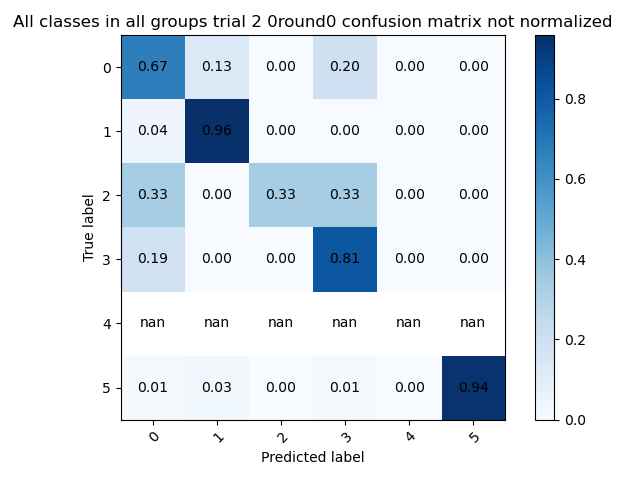 All classes in all groups trial 2 0round0 confusion matrix not normalized
0 0.67 0.13 0.00 0.20 0.00 0.00
1 0.04 0.96 0.00 0.00 0.00 0.00
2 0.33 0.00 0.33 0.33 0.00 0.00
3 0.19 0.00 0.00 0.81 0.00 0.00
4 nan nan nan nan nan nan
5 0.01 0.03 0.00 0.01 0.00 0.94
0 1 2 3 4 5
True label
Predicted label
0.8
0.6
0.4
0.2
0.0